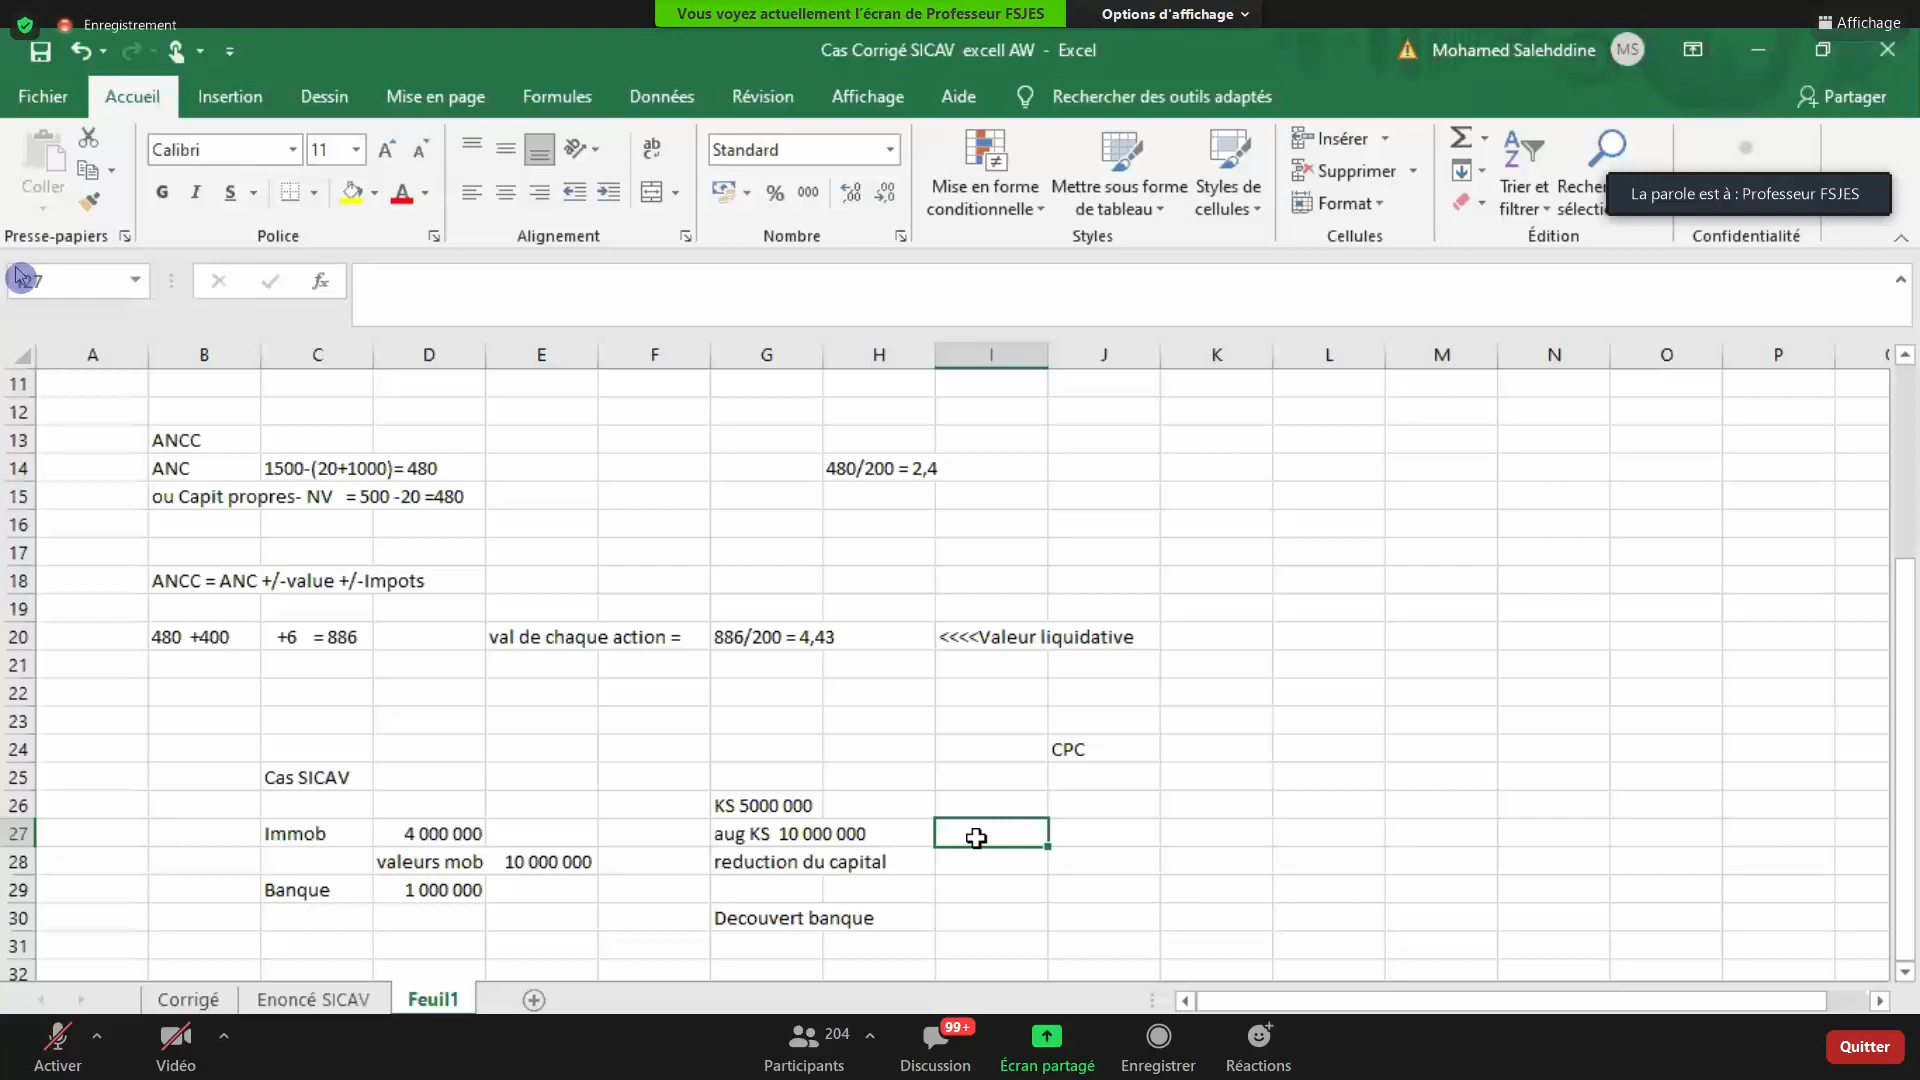 Enregistrement
Vous voyez actuellement l'écran de Professeur FSJES
Options d'affichage
Affichage
Cas Corrigé SICAV excell AW - Excel
Mohamed Salehddine
MS
Fichier
Accueil
Insertion
Dessin
Mise en page
Formules
Données
Révision
Affichage
Aide
Rechercher des outils adaptés
Partager
Coller
Calibri
11
G I S
ab
Standard
% 000
Mise en forme conditionnelle
Mettre sous forme de tableau
Styles de cellules
Insérer
Supprimer
Format
Trier et filtrer
La parole est à : Professeur FSJES
Presse-papiers
Police
Alignement
Nombre
Styles
Cellules
Édition
Confidentialité
fx
A B C D E F G H I J K L M N O P
11
12
13 ANCC
14 ANC 1500-(20+1000)= 480 480/200 = 2,4
15 ou Capit propres- NV = 500 -20 =480
16
17
18 ANCC = ANC +/-value +/-Impots
19
20 480 +400 +6 = 886 val de chaque action = 886/200 = 4,43 <<<<Valeur liquidative
21
22
23
24 CPC
25 Cas SICAV
26 KS 5000 000
27 Immob 4 000 000 aug KS 10 000 000
28 valeurs mob 10 000 000 reduction du capital
29 Banque 1 000 000
30 Decouvert banque
31
32
Corrigé
Enoncé SICAV
Feuil1
Activer
Vidéo
204
Participants
99+
Discussion
Écran partagé
Enregistrer
Réactions
Quitter